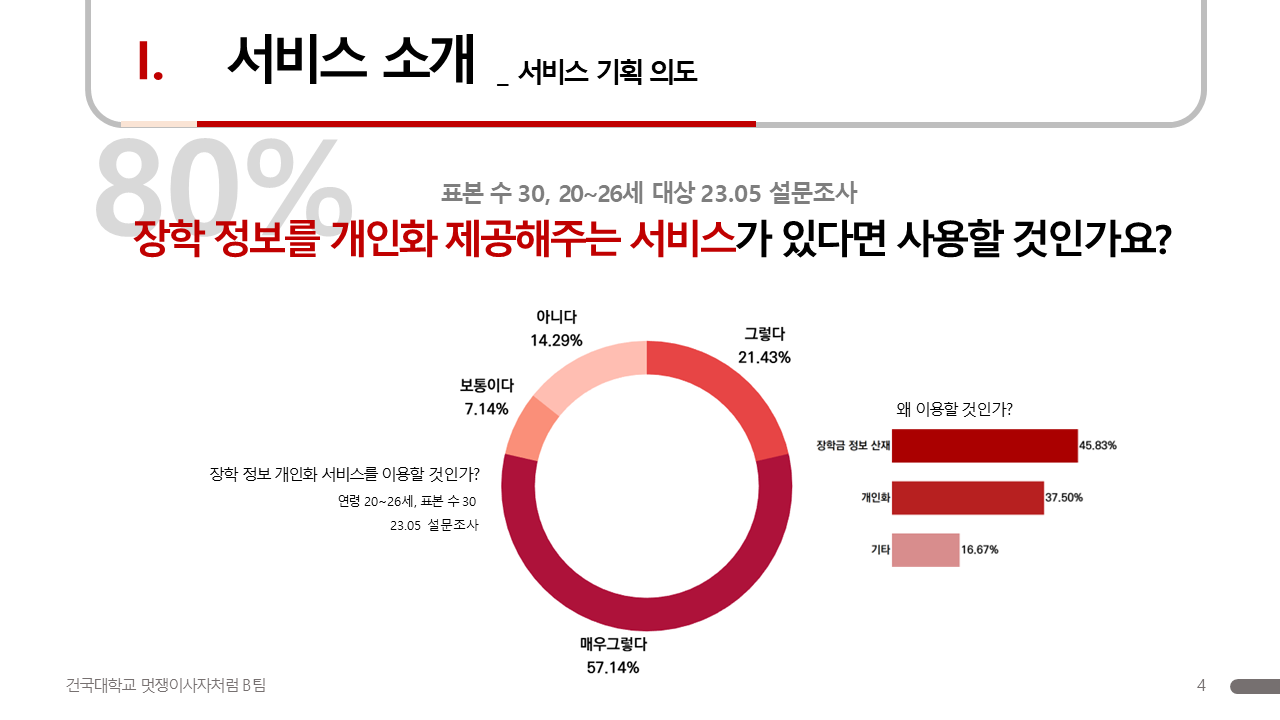 I. 서비스 소개 _ 서비스 기획 의도
80%
표본 수 30, 20~26세 대상 23.05 설문조사
장학 정보를 개인화 제공해주는 서비스가 있다면 사용할 것인가요?
아니다
14.29%
그렇다
21.43%
보통이다
7.14%
매우그렇다
57.14%
장학 정보 개인화 서비스를 이용할 것인가?
연령 20~26세, 표본 수 30
23.05 설문조사
왜 이용할 것인가?
장학금 정보 산재 45.83%
개인화 37.50%
기타 16.67%
건국대학교 멋쟁이사자처럼 B팀
4